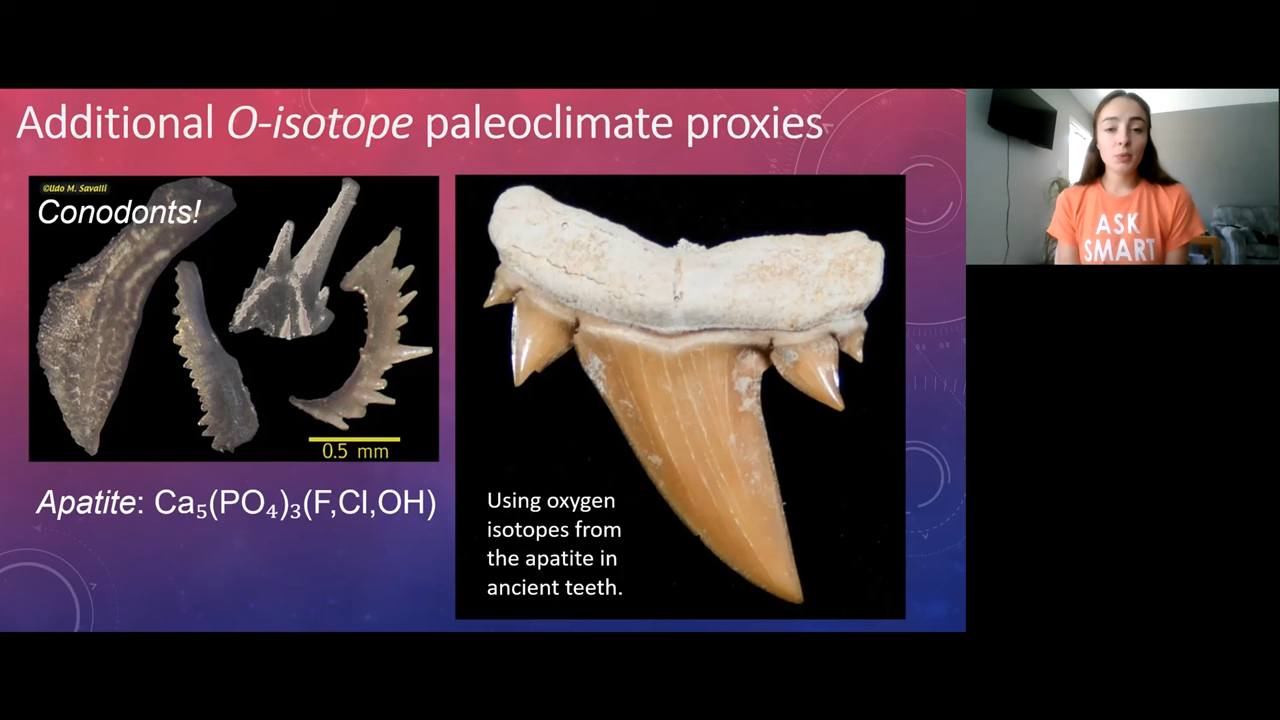 Additional O-isotope paleoclimate proxies
©Udo M. Savalli
Conodonts!
0.5 mm
Apatite: Ca₅(PO₄)₃(F,Cl,OH)
Using oxygen
isotopes from
the apatite in
ancient teeth.
ASK
SMART